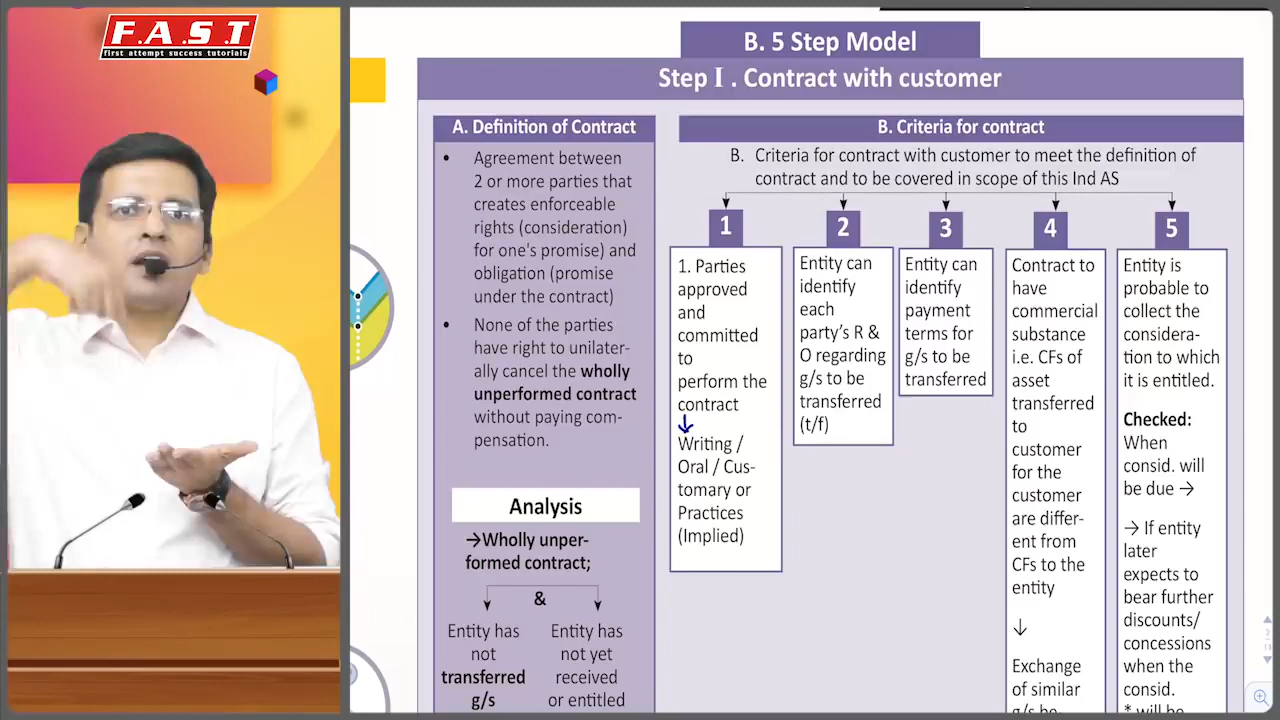 F.A.S.T
first attempt success tutorials
B. 5 Step Model
Step I . Contract with customer
A. Definition of Contract
• Agreement between
2 or more parties that
creates enforceable
rights (consideration)
for one's promise) and
obligation (promise
under the contract)
• None of the parties
have right to unilater-
ally cancel the wholly
unperformed contract
without paying com-
pensation.
Analysis
→Wholly unper-
formed contract;
&
Entity has
not
transferred
g/s
Entity has
not yet
received
or entitled
B. Criteria for contract
B. Criteria for contract with customer to meet the definition of
contract and to be covered in scope of this Ind AS
1
1. Parties
approved
and
committed
to
perform the
contract
↓
Writing /
Oral / Cus-
tomary or
Practices
(Implied)
2
Entity can
identify
each
party's R &
O regarding
g/s to be
transferred
(t/f)
3
Entity can
identify
payment
terms for
g/s to be
transferred
4
Contract to
have
commercial
substance
i.e. CFs of
asset
transferred
to
customer
for the
customer
are differ-
ent from
CFs to the
entity
↓
Exchange
of similar
g/s be-
5
Entity is
probable to
collect the
considera-
tion to which
it is entitled.
Checked:
When
consid. will
be due →
→ If entity
later
expects to
bear further
discounts/
concessions
when the
consid.
* will be